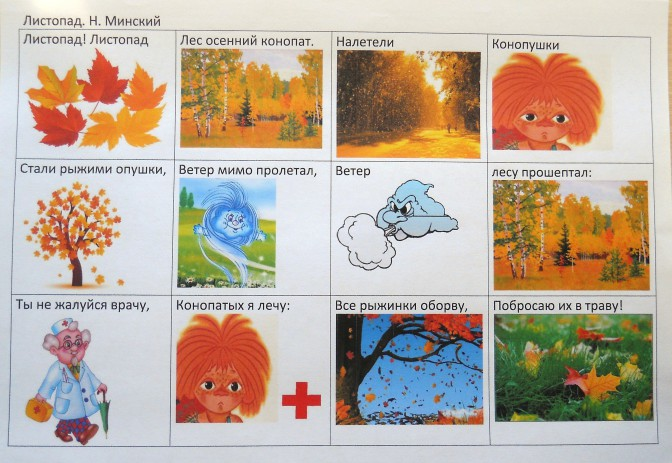 Листопад. Н. Минский
Листопад! Листопад
Лес осенний конопат.
Налетели
Конопушки
Стали рыжими опушки,
Ветер мимо пролетал,
Ветер
лесу прошептал:
Ты не жалуйся врачу,
Конопатых я лечу:
Все рыжинки оборву,
Побросаю их в траву!